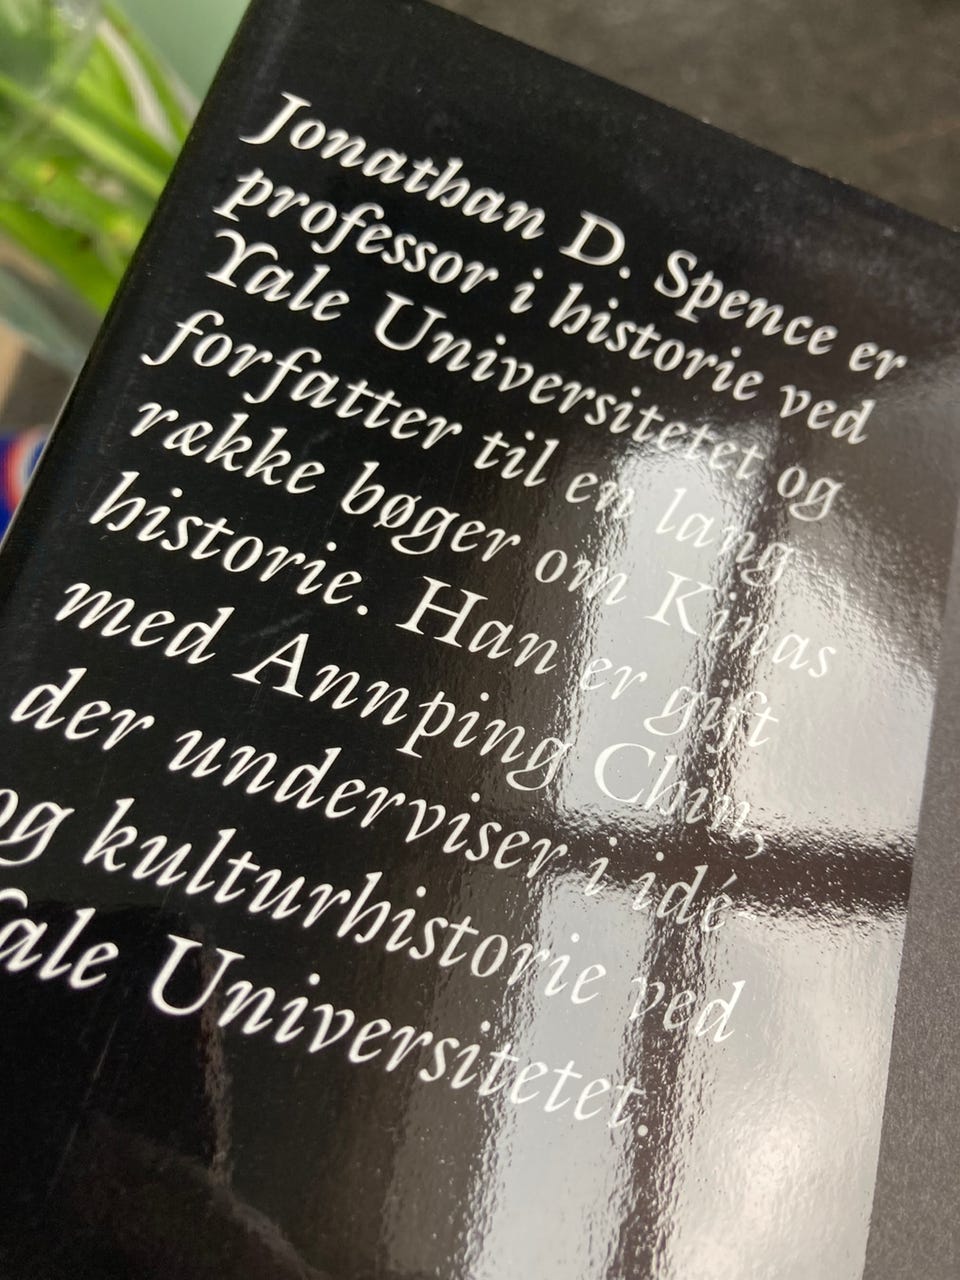 Jonathan D. Spence er
professor i historie ved
Yale Universitetet og
forfatter til en lang
række bøger om Kinas
historie. Han er gift
med Annping Chin,
der underviser i idé-
og kulturhistorie ved
Yale Universitetet.